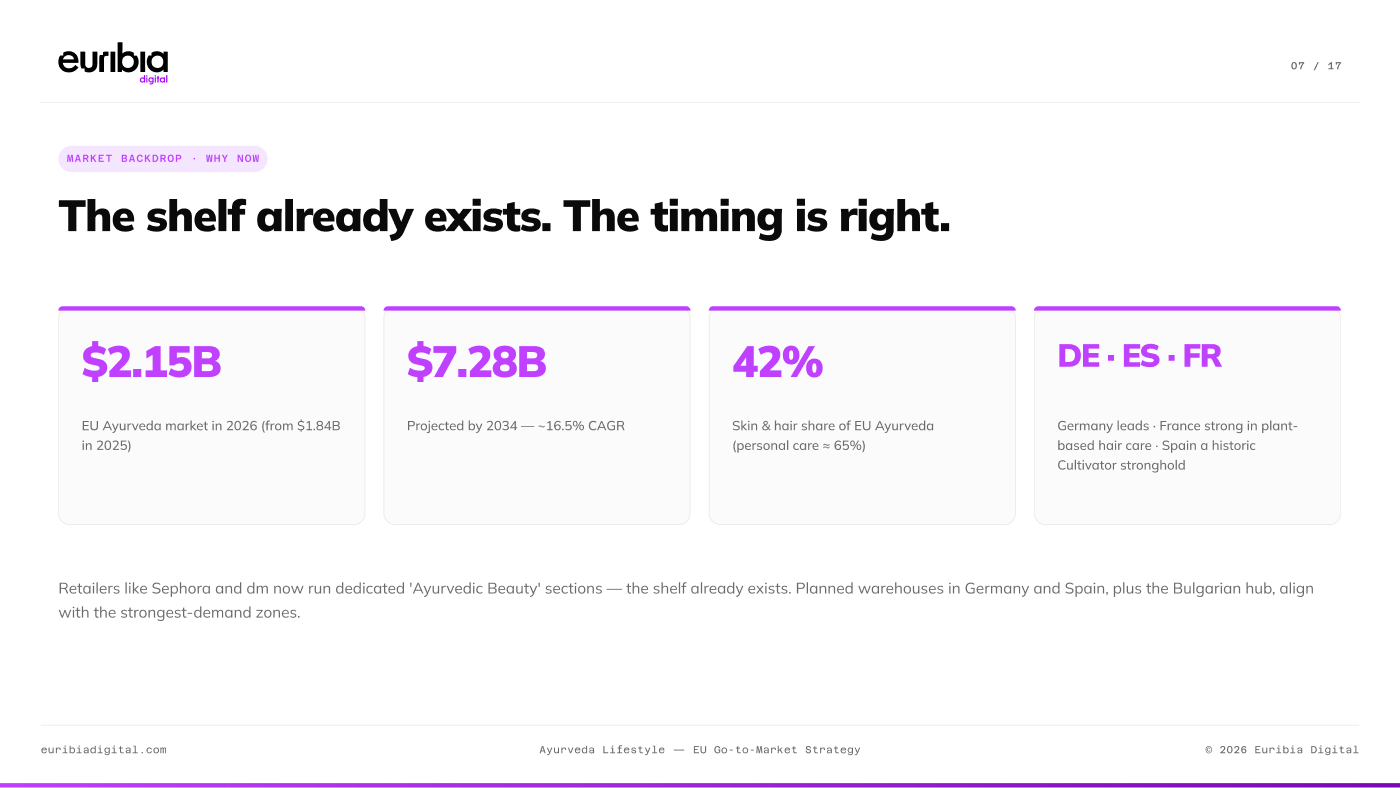 euribia
digital
07 / 17
MARKET BACKDROP · WHY NOW
The shelf already exists. The timing is right.
$2.15B
EU Ayurveda market in 2026 (from $1.84B
in 2025)
$7.28B
Projected by 2034 — ~16.5% CAGR
42%
Skin & hair share of EU Ayurveda
(personal care ≈ 65%)
DE · ES · FR
Germany leads · France strong in plant-
based hair care · Spain a historic
Cultivator stronghold
Retailers like Sephora and dm now run dedicated 'Ayurvedic Beauty' sections — the shelf already exists. Planned warehouses in Germany and Spain, plus the Bulgarian hub, align
with the strongest-demand zones.
euribiadigital.com
Ayurveda Lifestyle — EU Go-to-Market Strategy
© 2026 Euribia Digital